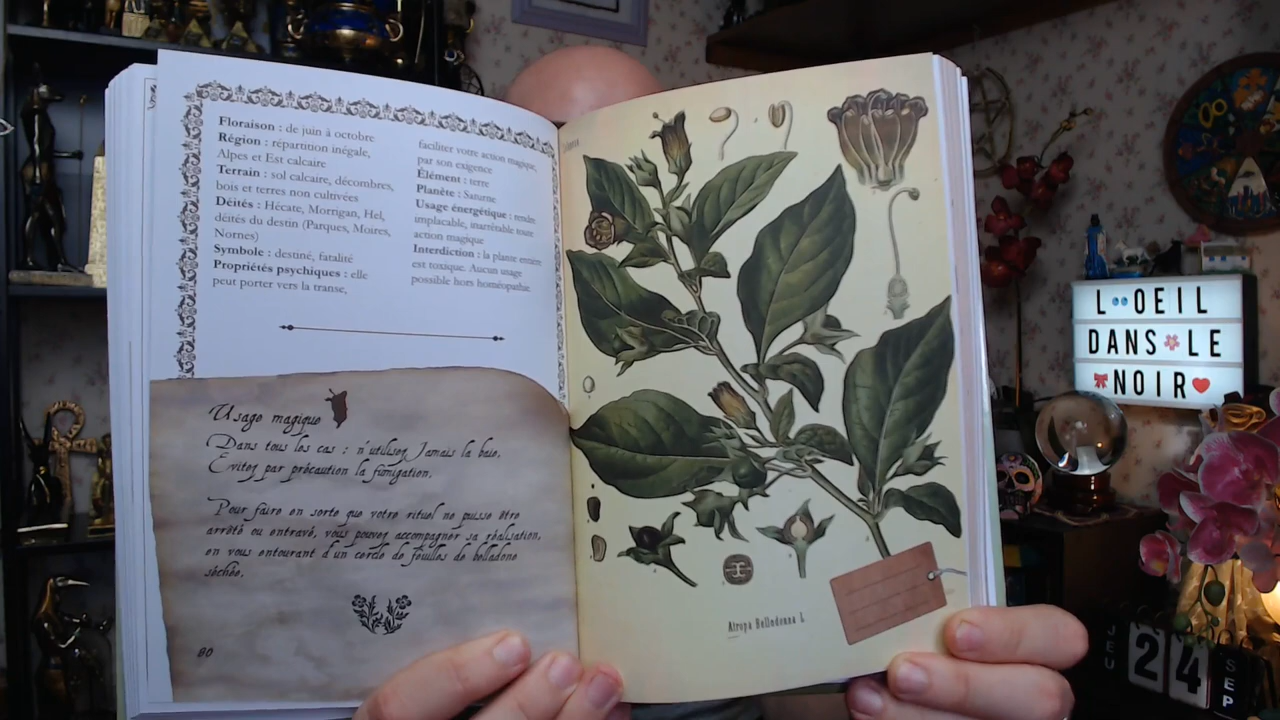 Floraison : de juin à octobre
Région : répartition inégale,
Alpes et Est calcaire
Terrain : sol calcaire, décombres,
bois et terres non cultivées
Déités : Hécate, Morrigan, Hel,
déités du destin (Parques, Moires,
Nornes)
Symbole : destiné, fatalité
Propriétés psychiques : elle
peut porter vers la transe,
faciliter votre action magique,
par son exigence
Élément : terre
Planète : Saturne
Usage énergétique : rendre
implacable, inarrêtable toute
action magique
Interdiction : la plante entière
est toxique. Aucun usage
possible hors homéopathie.
Usage magique
Dans tous les cas : n'utilisez Jamais la baie.
Evitez par précaution la fumigation.
Pour faire en sorte que votre rituel ne puisse être
arrêté ou entravé, vous pouvez accompagner sa réalisation,
en vous entourant d'un cercle de feuilles de belladone
séchée.
80
Atropa Belladonna L
L OEIL
DANS LE
NOIR
JEU
24
SEP